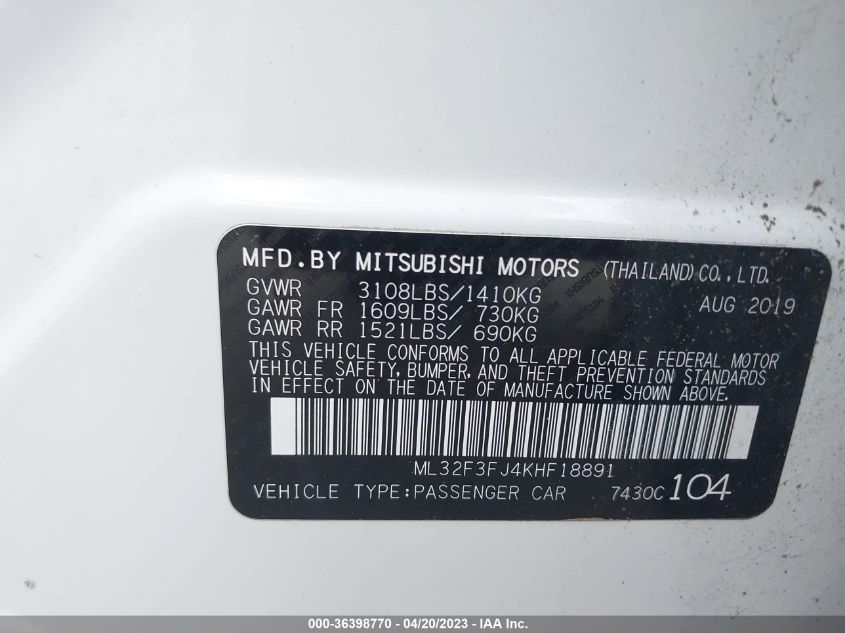 MFD.BY MITSUBISHI MOTORS (THAILAND)CO.,LTD.
GVWR 3108LBS/1410KG AUG 2019
GAWR FR 1609LBS/ 730KG
GAWR RR 1521LBS/ 690KG
THIS VEHICLE CONFORMS TO ALL APPLICABLE FEDERAL MOTOR
VEHICLE SAFETY, BUMPER, AND THEFT PREVENTION STANDARDS
IN EFFECT ON THE DATE OF MANUFACTURE SHOWN ABOVE.
ML32F3FJ4KHF18891
VEHICLE TYPE:PASSENGER CAR 7430C 104
000-36398770 - 04/20/2023 - IAA Inc.